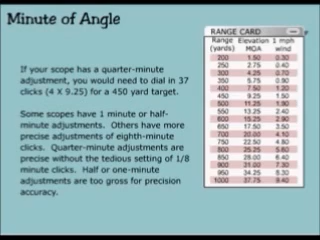 Minute of Angle
If your scope has a quarter-minute
adjustment, you would need to dial in 37
clicks (4 X 9.25) for a 450 yard target.
Some scopes have 1 minute or half-
minute adjustments. Others have more
precise adjustments of eighth-minute
clicks. Quarter-minute adjustments are
precise without the tedious setting of 1/8
minute clicks. Half or one-minute
adjustments are too gross for precision
accuracy.
RANGE CARD
Range Elevation 1 mph
(yards) MOA wind
200 1.50 0.30
250 2.75 0.40
300 4.25 0.70
350 5.75 0.90
400 7.50 1.20
450 9.25 1.50
500 11.25 1.90
550 13.25 2.40
600 15.25 2.90
650 17.50 3.50
700 20.00 4.10
750 22.50 4.80
800 25.25 5.60
850 28.00 6.40
900 31.00 7.30
950 34.25 8.30
1000 37.75 9.40